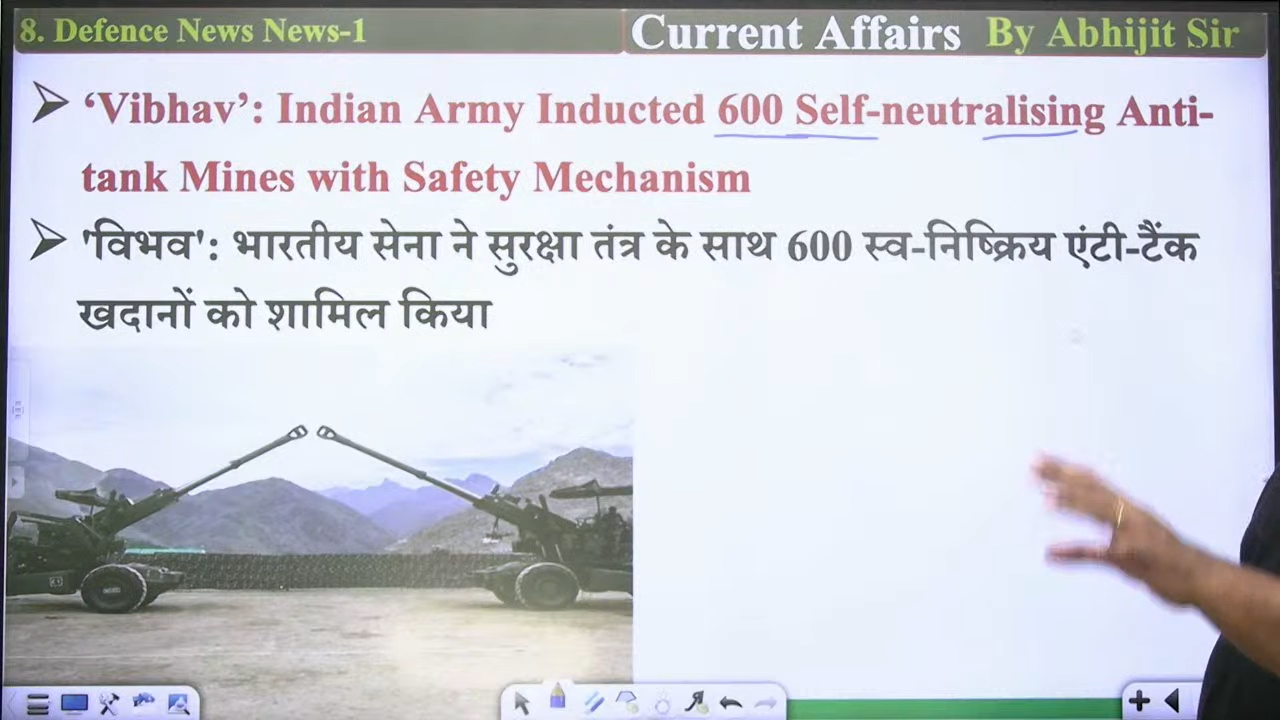 8. Defence News News-1
Current Affairs By Abhijit Sir
‘Vibhav’: Indian Army Inducted 600 Self-neutralising Anti-
tank Mines with Safety Mechanism
'विभव': भारतीय सेना ने सुरक्षा तंत्र के साथ 600 स्व-निष्क्रिय एंटी-टैंक
खदानों को शामिल किया